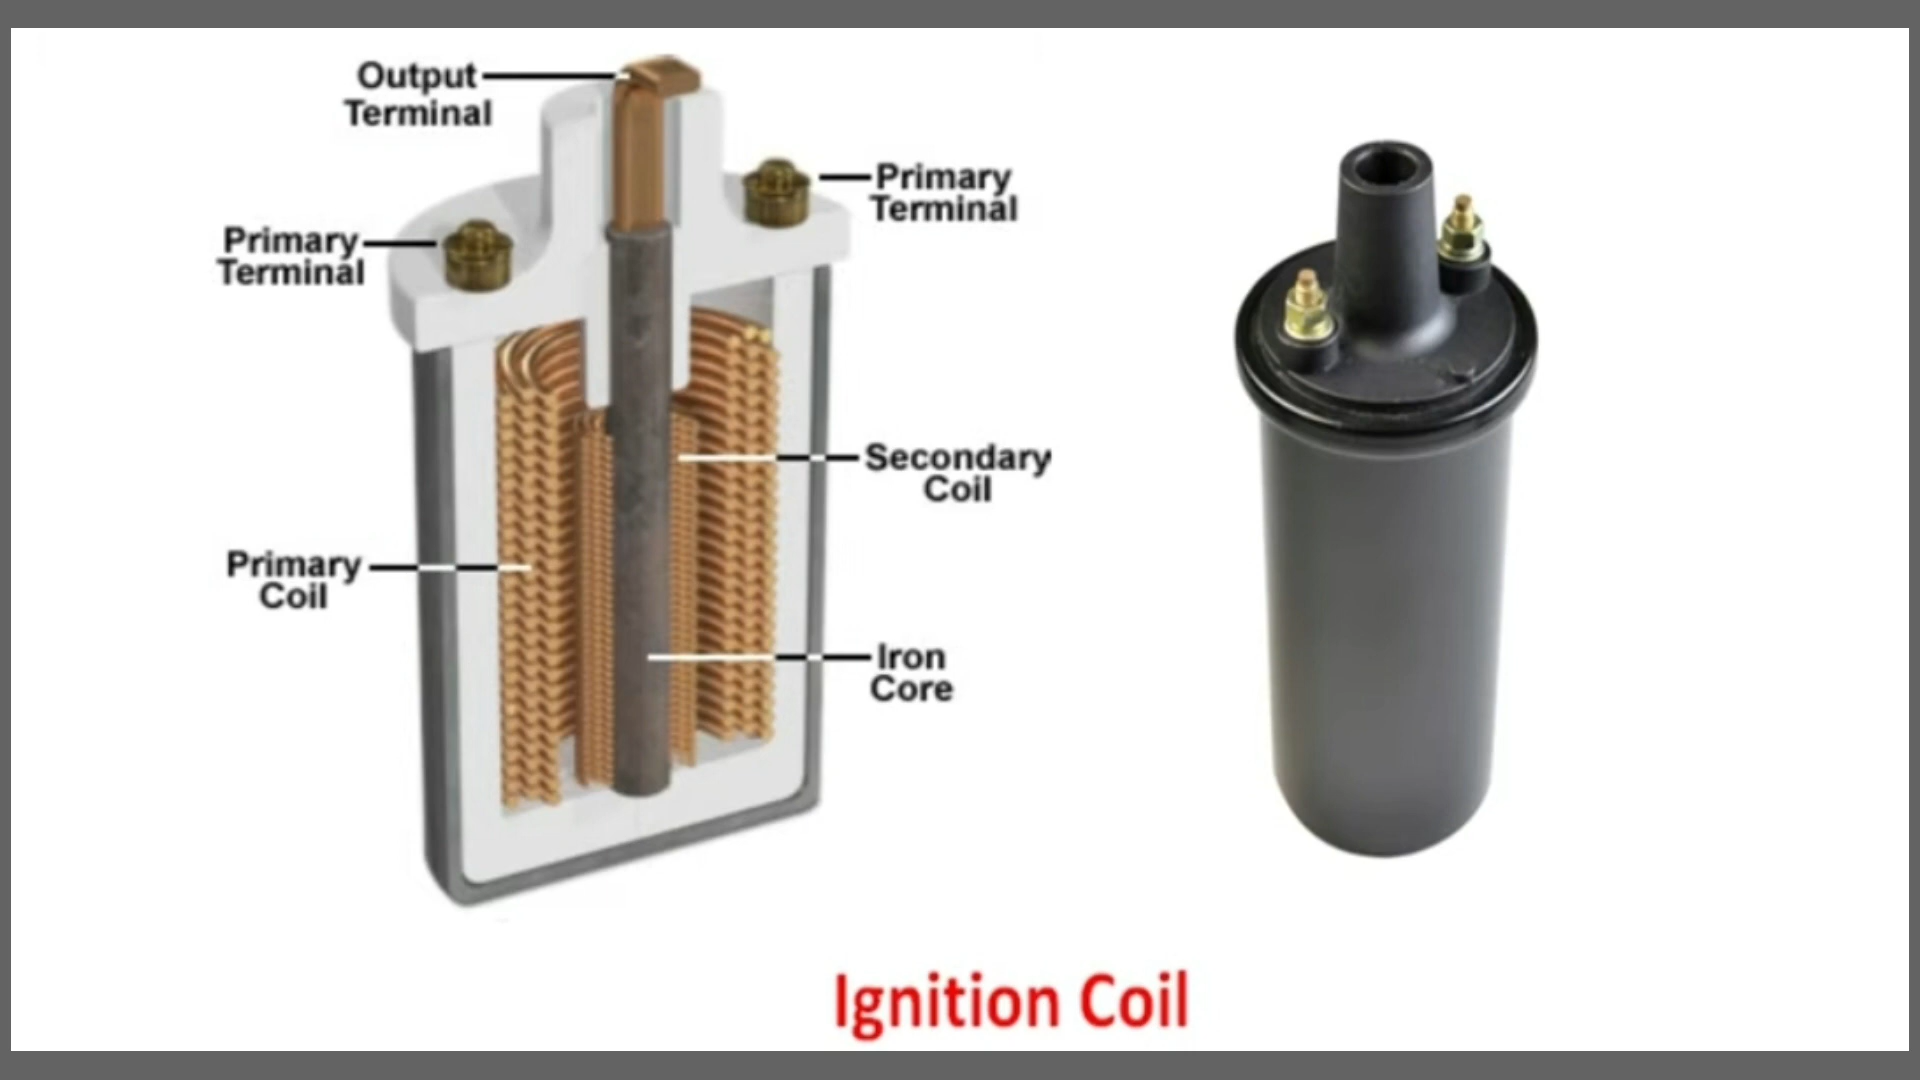 Output
Terminal
Primary
Terminal
Primary
Terminal
Secondary
Coil
Primary
Coil
Iron
Core
Ignition Coil